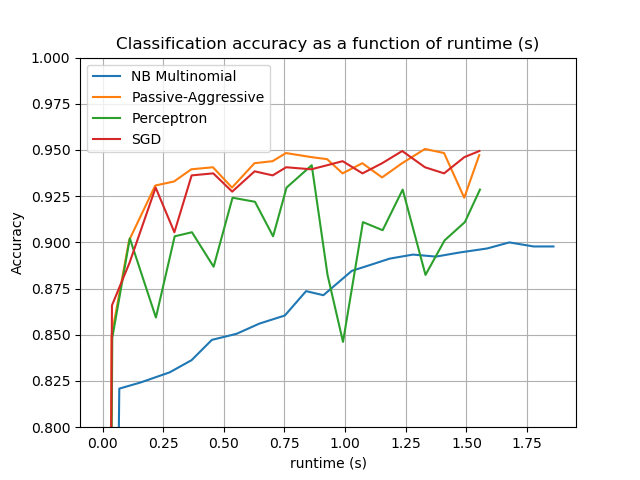 Classification accuracy as a function of runtime (s)
1.000
0.975
0.950
0.925
0.900
0.875
0.850
0.825
0.800
Accuracy
NB Multinomial
Passive-Aggressive
Perceptron
SGD
0.00 0.25 0.50 0.75 1.00 1.25 1.50 1.75
runtime (s)